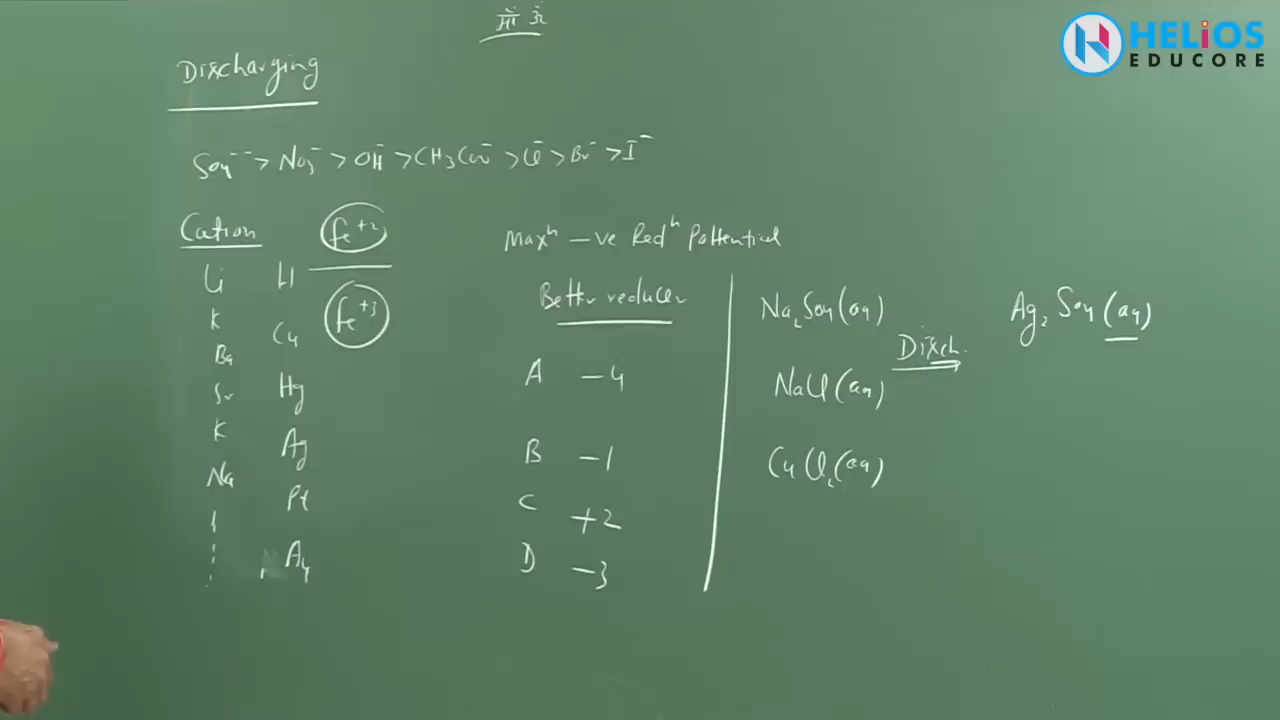 HELiOS
EDUCORE
Discharging
SO4-- > NO3- > OH- > CH3COO- > Cl- > Br- > I-
Cation
Fe+2
Fe+3
Li
K
Ba
Sr
K
Na
H
Cu
Hg
Ag
Pt
Au
Maxm -ve Redn Pottential
Better reducer
A -4
B -1
C +2
D -3
Na2SO4(aq)
NaCl(aq)
CuCl2(aq)
Disch.
Ag2SO4(aq)